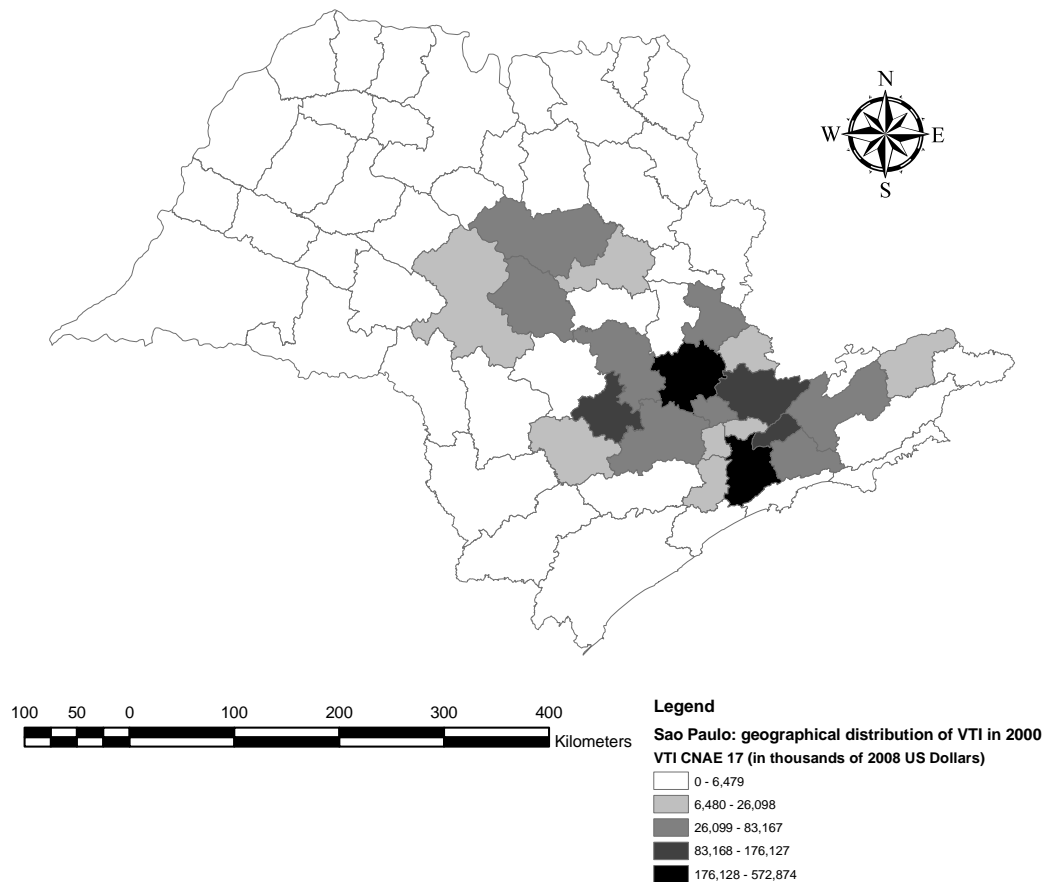 N
W E
S
100 50 0 100 200 300 400
Kilometers
Legend
Sao Paulo: geographical distribution of VTI in 2000
VTI CNAE 17 (in thousands of 2008 US Dollars)
0 - 6,479
6,480 - 26,098
26,099 - 83,167
83,168 - 176,127
176,128 - 572,874